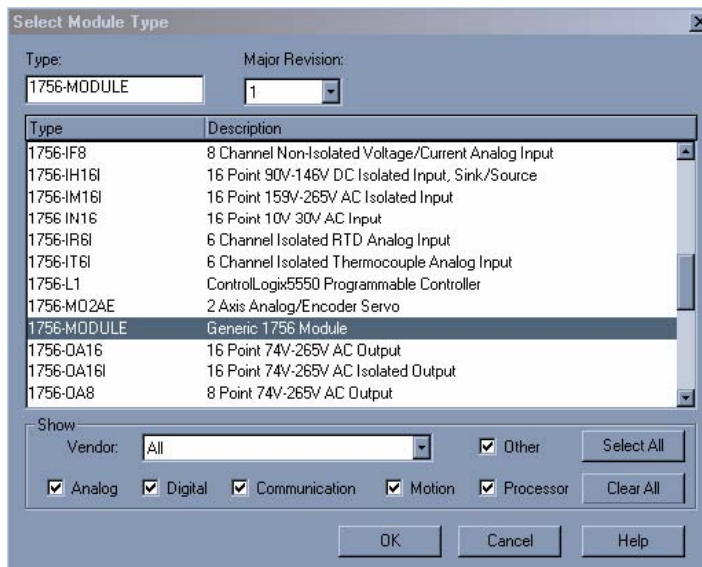 Select Module Type
Type: Major Revision:
1756-MODULE 1
Type Description
1756-IF8 8 Channel Non-Isolated Voltage/Current Analog Input
1756-IH16I 16 Point 90V-146V DC Isolated Input, Sink/Source
1756-IM16I 16 Point 159V-265V AC Isolated Input
1756 IN16 16 Point 10V 30V AC Input
1756-IR6I 6 Channel Isolated RTD Analog Input
1756-IT6I 6 Channel Isolated Thermocouple Analog Input
1756-L1 ControlLogix5550 Programmable Controller
1756-MO2AE 2 Axis Analog/Encoder Servo
1756-MODULE Generic 1756 Module
1756-OA16 16 Point 74V-265V AC Output
1756-OA16I 16 Point 74V-265V AC Isolated Output
1756-OA8 8 Point 74V-265V AC Output
Show
Vendor: All Other Select All
Analog Digital Communication Motion Processor Clear All
OK Cancel Help